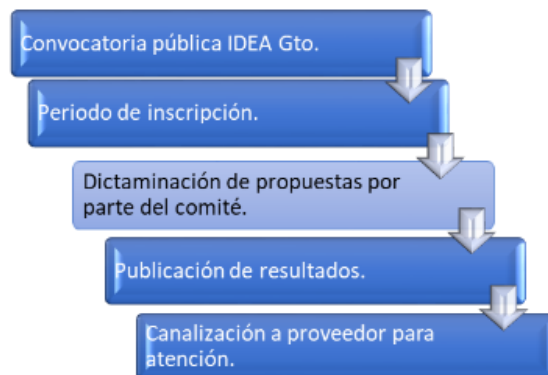 Convocatoria pública IDEA Gto.
Periodo de inscripción.
Dictaminación de propuestas por
parte del comité.
Publicación de resultados.
Canalización a proveedor para
atención.